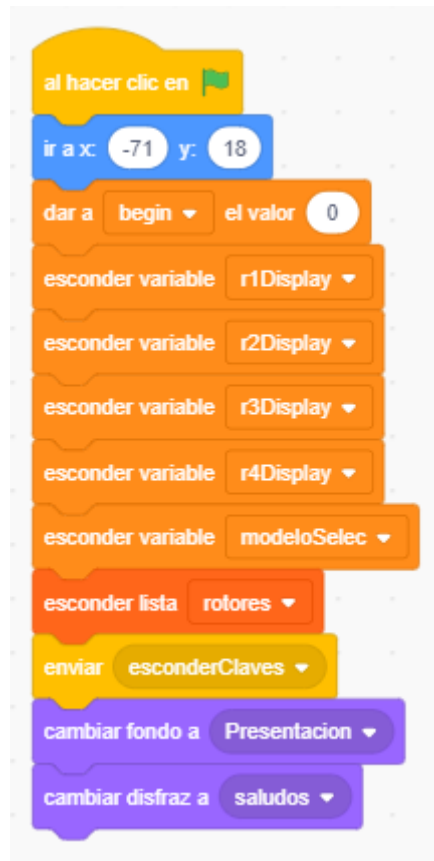 al hacer clic en
ir a x: -71 y: 18
dar a begin el valor 0
esconder variable r1Display
esconder variable r2Display
esconder variable r3Display
esconder variable r4Display
esconder variable modeloSelec
esconder lista rotores
enviar esconderClaves
cambiar fondo a Presentacion
cambiar disfraz a saludos